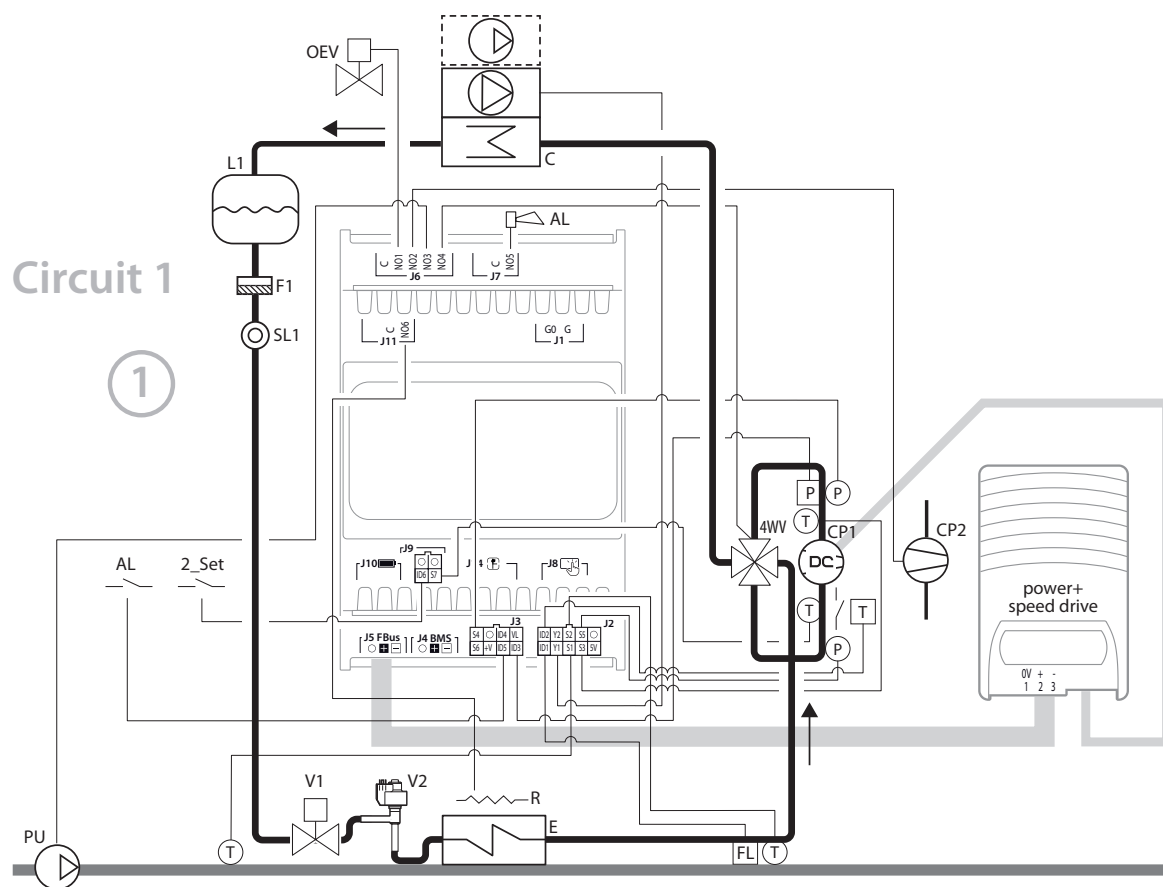 OEV
C
L1
AL
C NO1 NO2 NO3 NO4
J6
C NO5
J7
Circuit 1
F1
SL1
C NO6
J11
G0 G
J1
1
P P
T
4WV
CP1
CP2
DC
J9
AL
2_Set
J10
ID6 S7
J8
T
T
P
power+
speed drive
J3
J2
J5 FBus
J4 BMS
S4 ID4 VL
S6 +V ID5 ID3
ID2 Y2 S2 S5
ID1 Y1 S1 S3 5V
0V + -
1 2 3
V1
V2
R
E
PU
T
FL
T